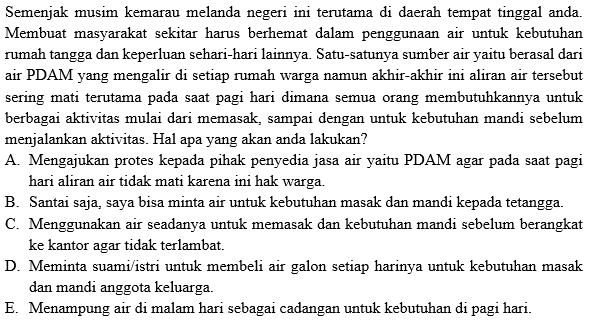 Semenjak musim kemarau melanda negeri ini terutama di daerah tempat tinggal anda.
Membuat masyarakat sekitar harus berhemat dalam penggunaan air untuk kebutuhan
rumah tangga dan keperluan sehari-hari lainnya. Satu-satunya sumber air yaitu berasal dari
air PDAM yang mengalir di setiap rumah warga namun akhir-akhir ini aliran air tersebut
sering mati terutama pada saat pagi hari dimana semua orang membutuhkannya untuk
berbagai aktivitas mulai dari memasak, sampai dengan untuk kebutuhan mandi sebelum
menjalankan aktivitas. Hal apa yang akan anda lakukan?
A. Mengajukan protes kepada pihak penyedia jasa air yaitu PDAM agar pada saat pagi
hari aliran air tidak mati karena ini hak warga.
B. Santai saja, saya bisa minta air untuk kebutuhan masak dan mandi kepada tetangga.
C. Menggunakan air seadanya untuk memasak dan kebutuhan mandi sebelum berangkat
ke kantor agar tidak terlambat.
D. Meminta suami/istri untuk membeli air galon setiap harinya untuk kebutuhan masak
dan mandi anggota keluarga.
E. Menampung air di malam hari sebagai cadangan untuk kebutuhan di pagi hari.